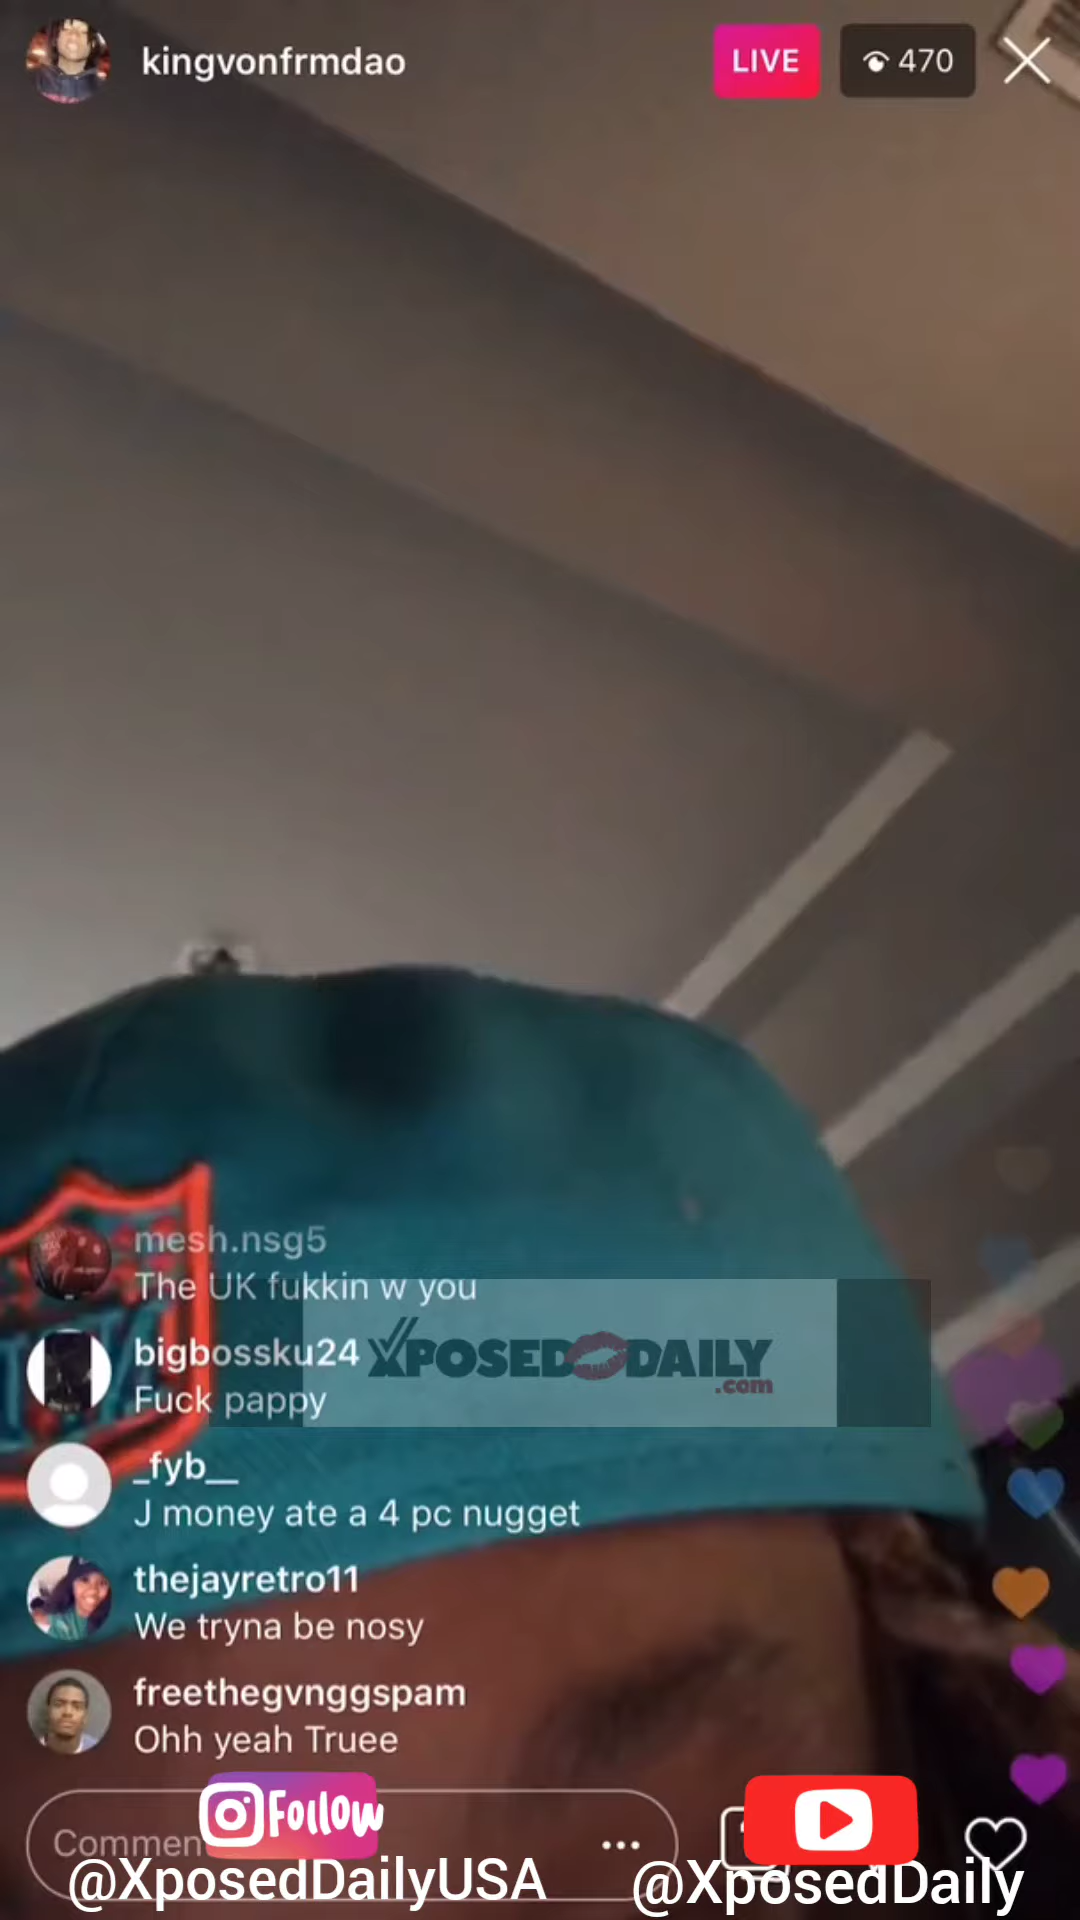 kingvonfrmdao
LIVE
470
mesh.nsg5
The UK fukkin w you
bigbossku24
Fuck pappy
XPOSED DAILY
.com
_fyb__
J money ate a 4 pc nugget
thejayretro11
We tryna be nosy
freethegvnggspam
Ohh yeah Truee
Follow
Commen
@XposedDailyUSA
@XposedDaily